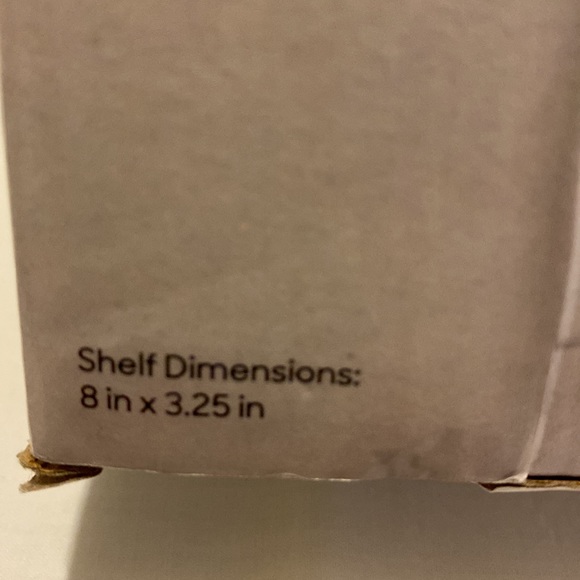 Shelf Dimensions:
8 in x 3.25 in